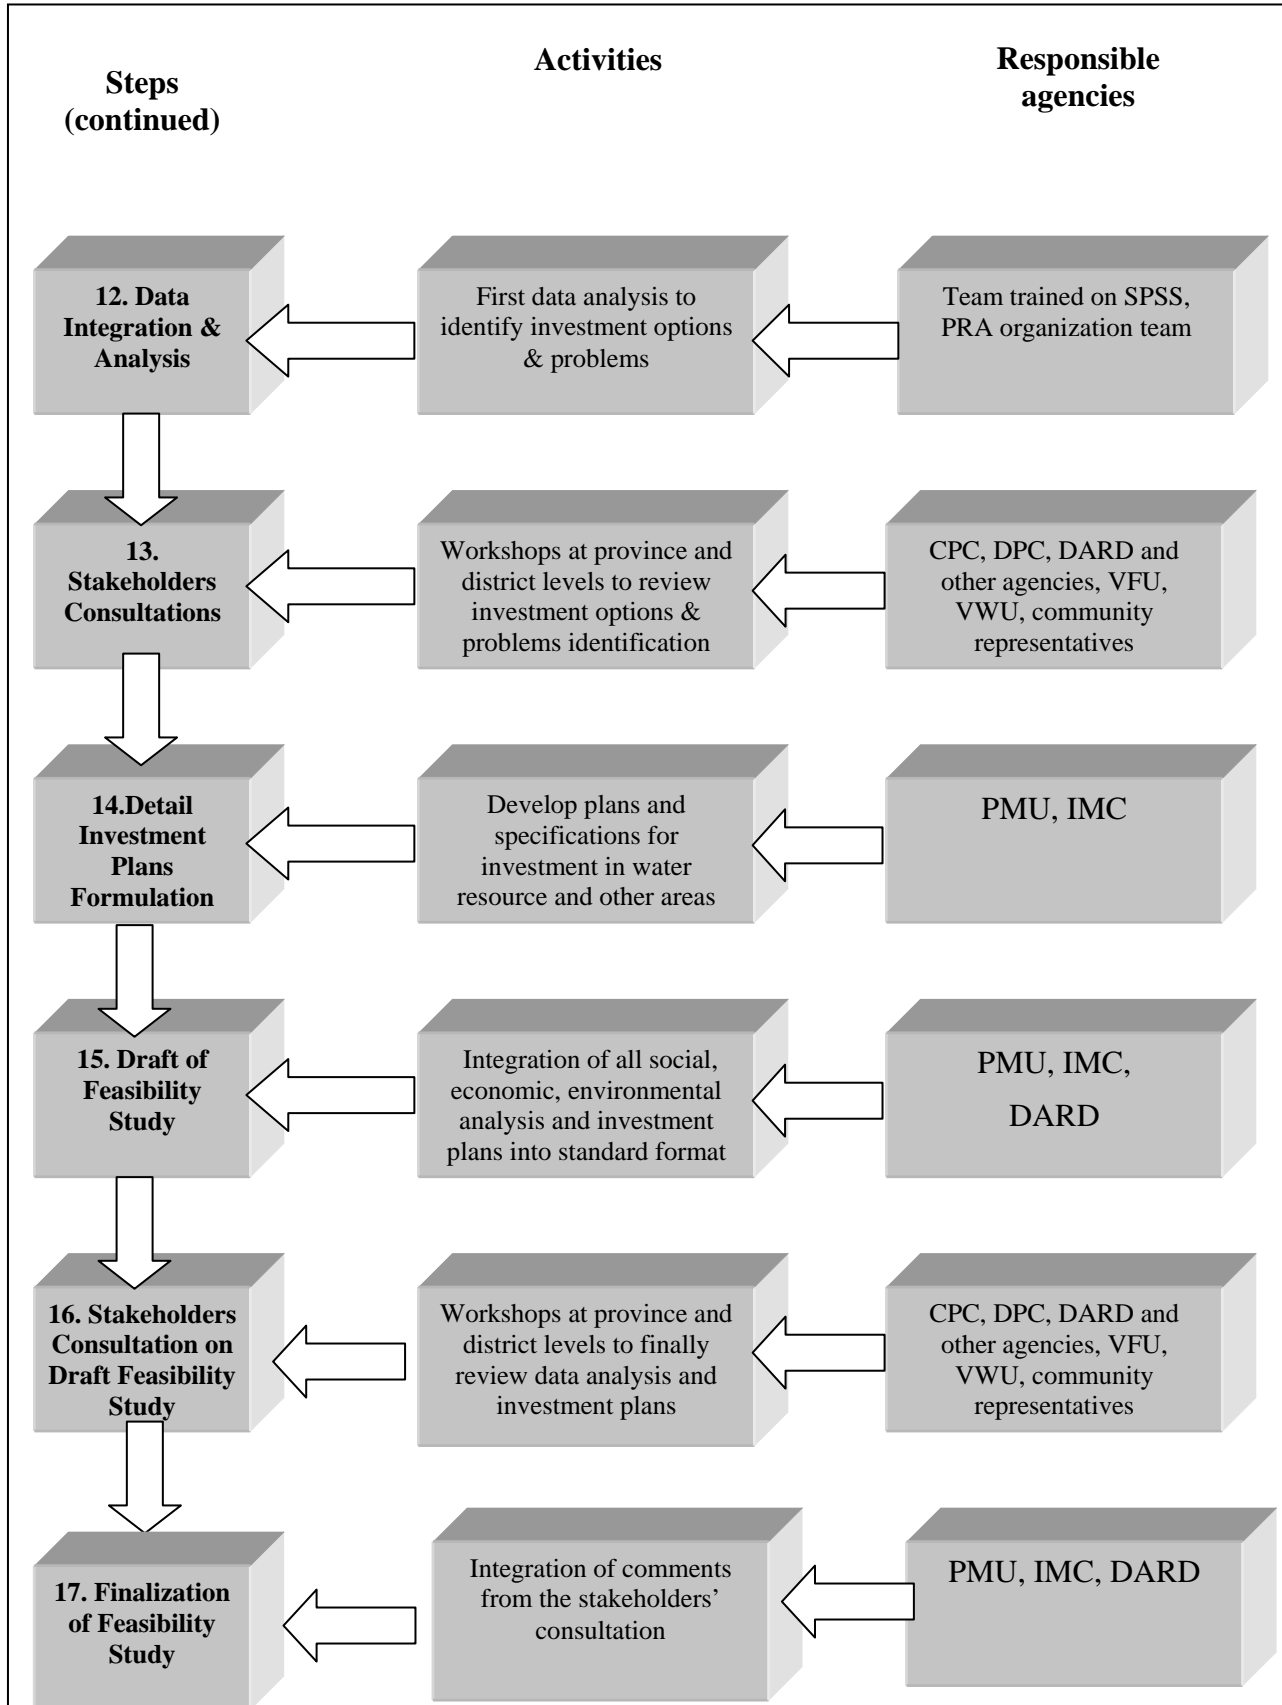 Steps
(continued)
Activities
Responsible
agencies
12. Data
Integration &
Analysis
First data analysis to
identify investment options
& problems
Team trained on SPSS,
PRA organization team
13.
Stakeholders
Consultations
Workshops at province and
district levels to review
investment options &
problems identification
CPC, DPC, DARD and
other agencies, VFU,
VWU, community
representatives
14.Detail
Investment
Plans
Formulation
Develop plans and
specifications for
investment in water
resource and other areas
PMU, IMC
15. Draft of
Feasibility
Study
Integration of all social,
economic, environmental
analysis and investment
plans into standard format
PMU, IMC,
DARD
16. Stakeholders
Consultation on
Draft Feasibility
Study
Workshops at province and
district levels to finally
review data analysis and
investment plans
CPC, DPC, DARD and
other agencies, VFU,
VWU, community
representatives
17. Finalization
of Feasibility
Study
Integration of comments
from the stakeholders’
consultation
PMU, IMC, DARD